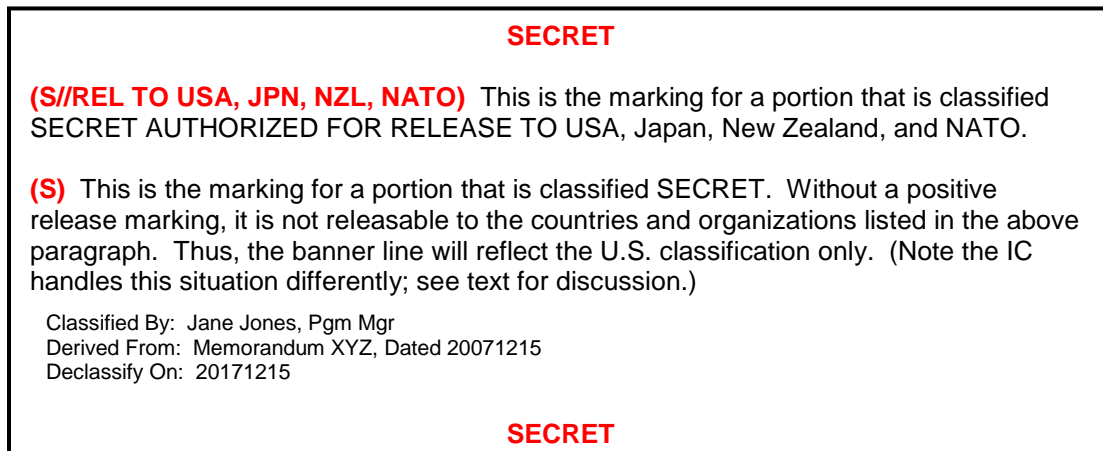 SECRET
(S//REL TO USA, JPN, NZL, NATO) This is the marking for a portion that is classified
SECRET AUTHORIZED FOR RELEASE TO USA, Japan, New Zealand, and NATO.
(S) This is the marking for a portion that is classified SECRET. Without a positive
release marking, it is not releasable to the countries and organizations listed in the above
paragraph. Thus, the banner line will reflect the U.S. classification only. (Note the IC
handles this situation differently; see text for discussion.)
Classified By: Jane Jones, Pgm Mgr
Derived From: Memorandum XYZ, Dated 20071215
Declassify On: 20171215
SECRET